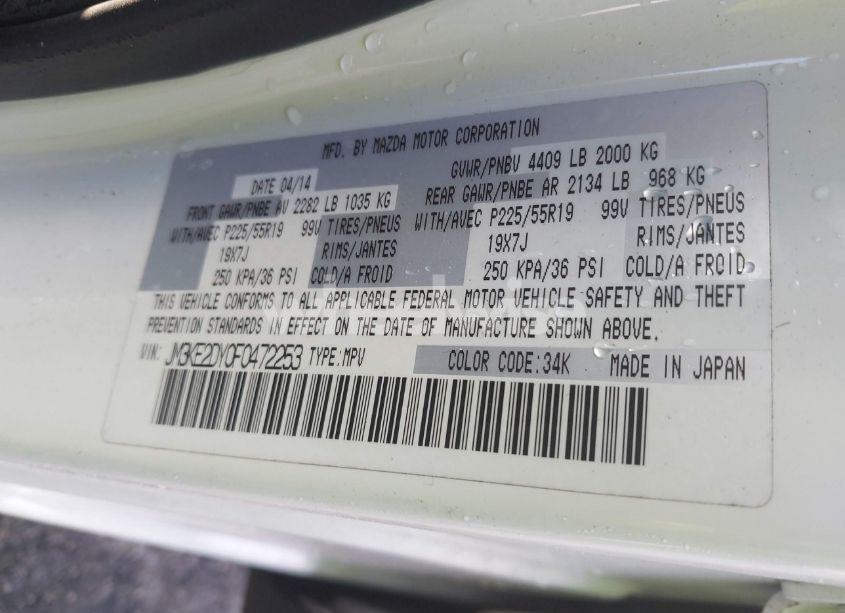 MFD. BY MAZDA MOTOR CORPORATION
DATE 04/14 GVWR/PNBV 4409 LB 2000 KG
FRONT GAWR/PNBE AV 2282 LB 1035 KG REAR GAWR/PNBE AR 2134 LB 968 KG
WITH/AVEC P225/55R19 99V TIRES/PNEUS WITH/AVEC P225/55R19 99V TIRES/PNEUS
19X7J RIMS/JANTES 19X7J RIMS/JANTES
250 KPA/36 PSI COLD/A FROID 250 KPA/36 PSI COLD/A FROID
THIS VEHICLE CONFORMS TO ALL APPLICABLE FEDERAL MOTOR VEHICLE SAFETY AND THEFT
PREVENTION STANDARDS IN EFFECT ON THE DATE OF MANUFACTURE SHOWN ABOVE.
VIN: JM3KE2DY0F0472253 TYPE:MPV COLOR CODE:34K MADE IN JAPAN